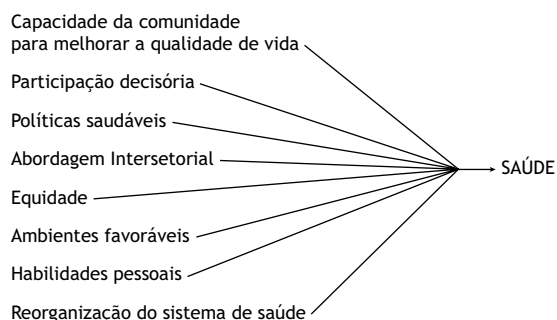 Capacidade da comunidade
para melhorar a qualidade de vida
Participação decisória
Políticas saudáveis
Abordagem Intersetorial
SAÚDE
Equidade
Ambientes favoráveis
Habilidades pessoais
Reorganização do sistema de saúde